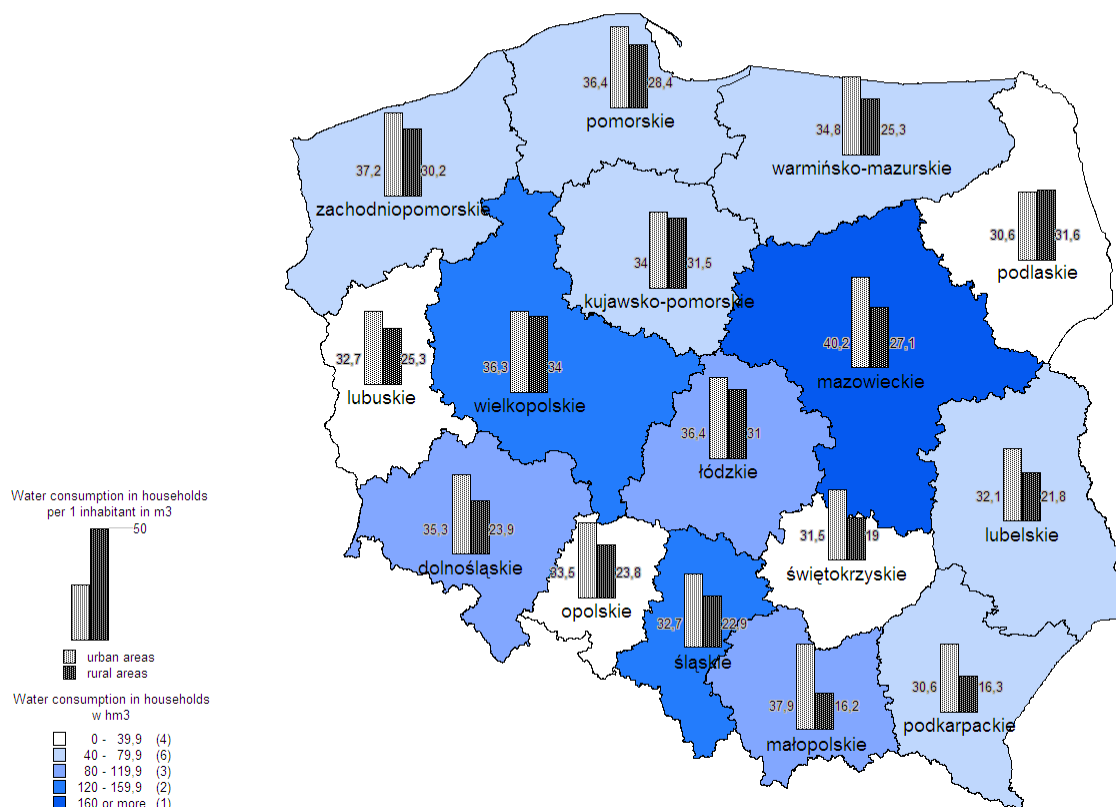 36,4 28,4
pomorskie
34,8 25,3
warmińsko-mazurskie
37,2 30,2
zachodniopomorskie
30,6 31,6
podlaskie
34 31,5
kujawsko-pomorskie
40,2 27,1
mazowieckie
32,7 25,3
lubuskie
36,3 34
wielkopolskie
36,4 31
łódzkie
32,1 21,8
lubelskie
35,3 23,9
dolnośląskie
31,5 19
świętokrzyskie
33,5 23,8
opolskie
32,7 22,9
śląskie
37,9 16,2
małopolskie
30,6 16,3
podkarpackie
Water consumption in households
per 1 inhabitant in m3
50
urban areas
rural areas
Water consumption in households
w hm3
0 - 39,9 (4)
40 - 79,9 (6)
80 - 119,9 (3)
120 - 159,9 (2)
160 or more (1)